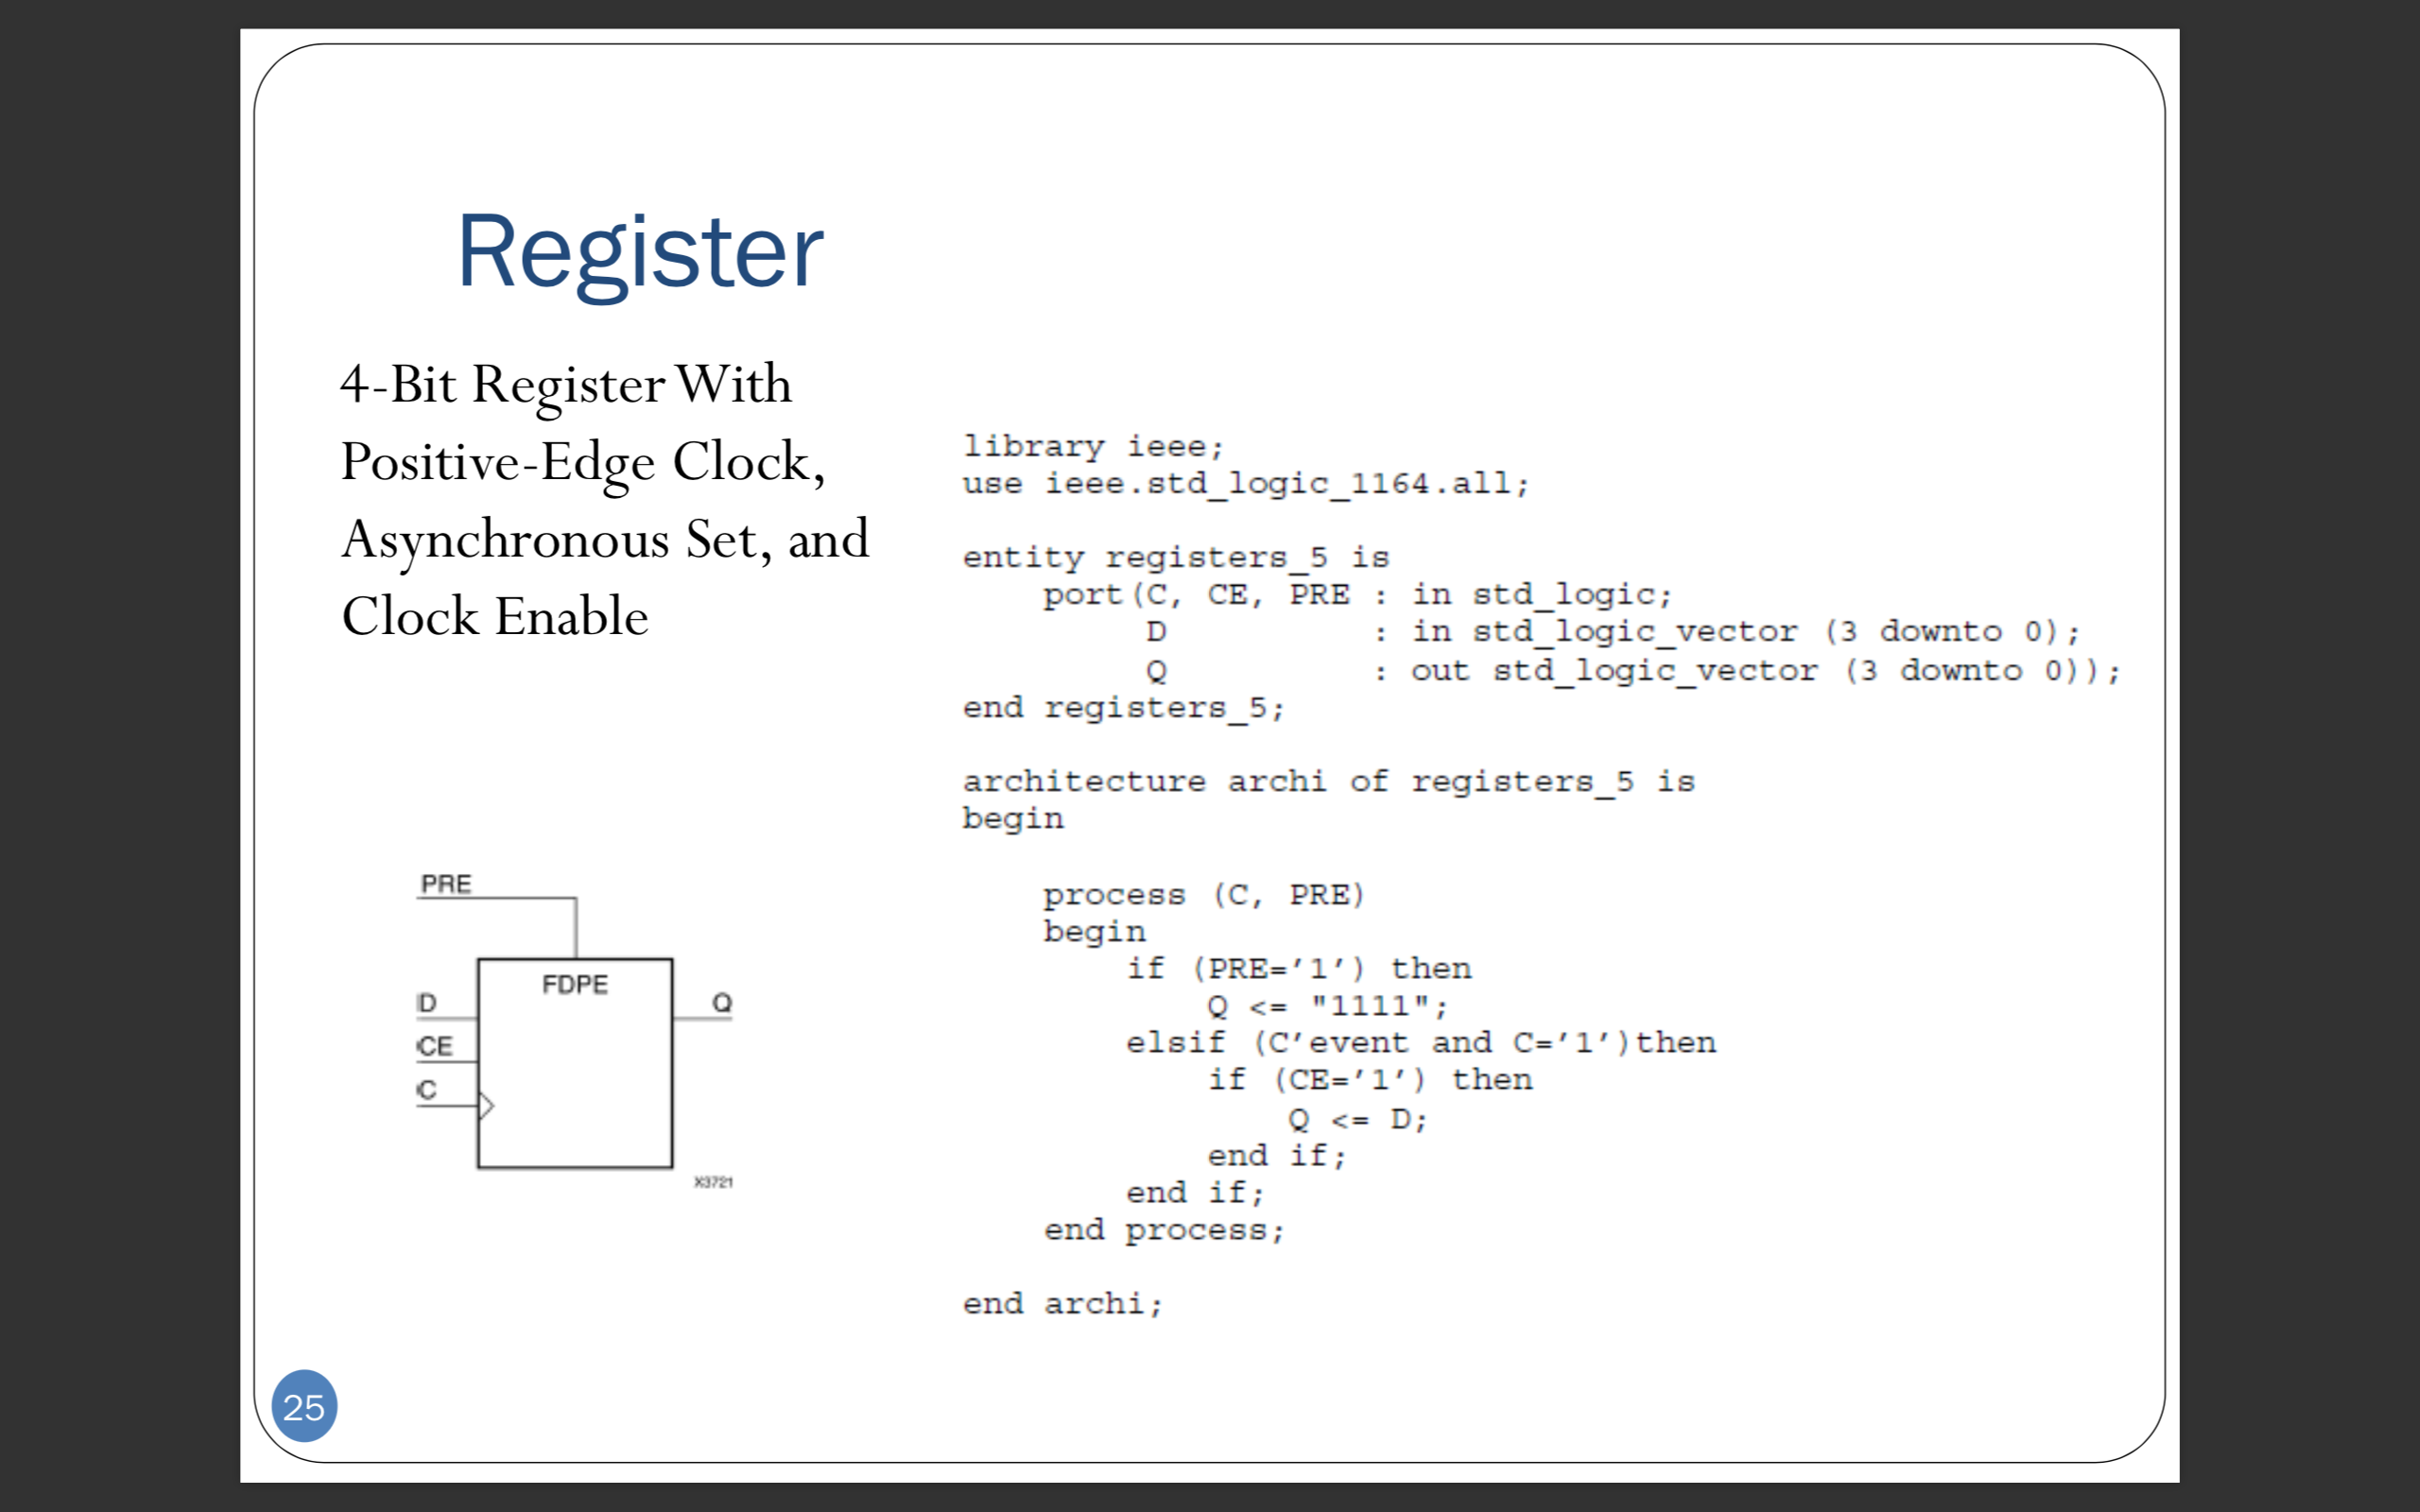 Register
4-Bit Register With
Positive-Edge Clock,
Asynchronous Set, and
Clock Enable
library ieee;
use ieee.std_logic_1164.all;
entity registers_5 is
port(C, CE, PRE : in std_logic;
D : in std_logic_vector (3 downto 0);
Q : out std_logic_vector (3 downto 0));
end registers_5;
architecture archi of registers_5 is
begin
process (C, PRE)
begin
if (PRE=’1’) then
Q <= "1111";
elsif (C’event and C=’1’)then
if (CE=’1’) then
Q <= D;
end if;
end if;
end process;
end archi;
PRE
FDPE
D Q
CE
C
X3721
25